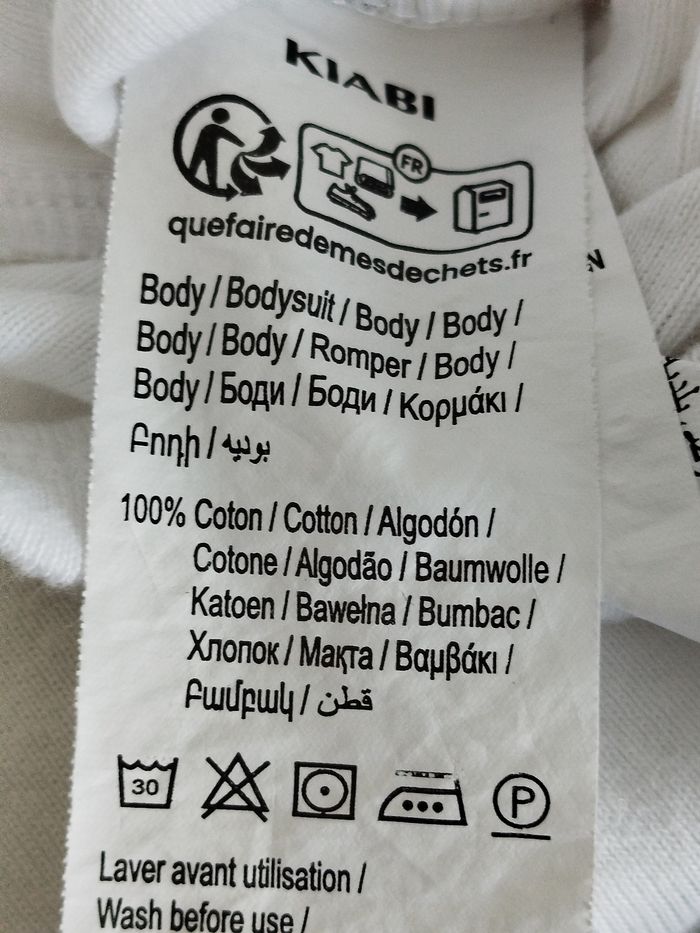 KIABI
FR
quefairedemesdechets.fr
Body / Bodysuit / Body / Body /
Body / Body / Romper / Body /
Body / Боди / Боди / Κορμάκι /
Բոդի / بوديه
100% Coton / Cotton / Algodón /
Cotone / Algodão / Baumwolle /
Katoen / Bawełna / Bumbac /
Хлопок / Мақта / Βαμβάκι /
Բամբակ / قطن
30
P
Laver avant utilisation /
Wash before use /
N